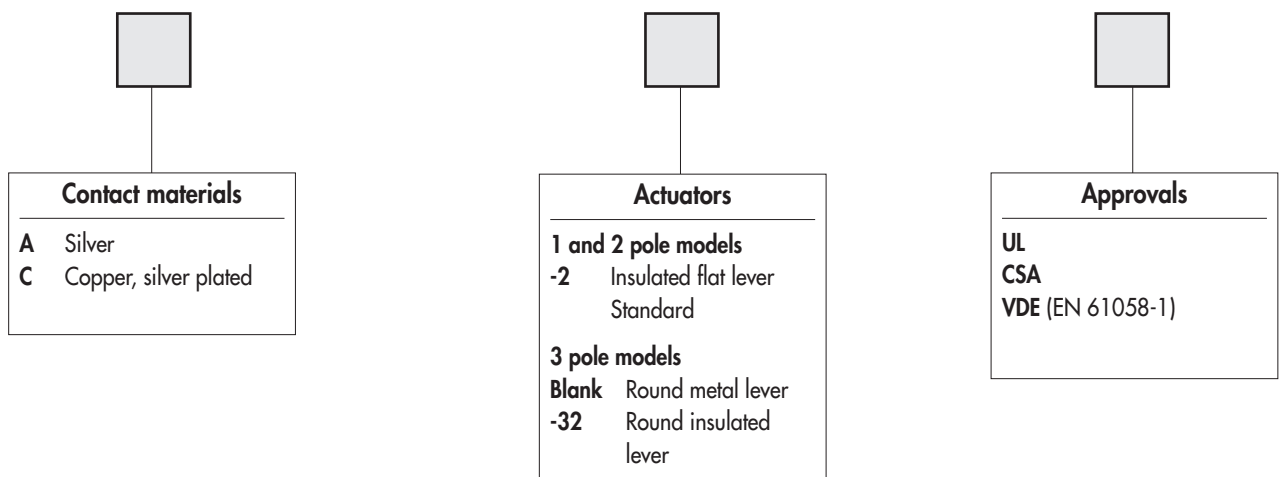 Contact materials
A Silver
C Copper, silver plated
Actuators
1 and 2 pole models
-2 Insulated flat lever
Standard
3 pole models
Blank Round metal lever
-32 Round insulated
lever
Approvals
UL
CSA
VDE (EN 61058-1)